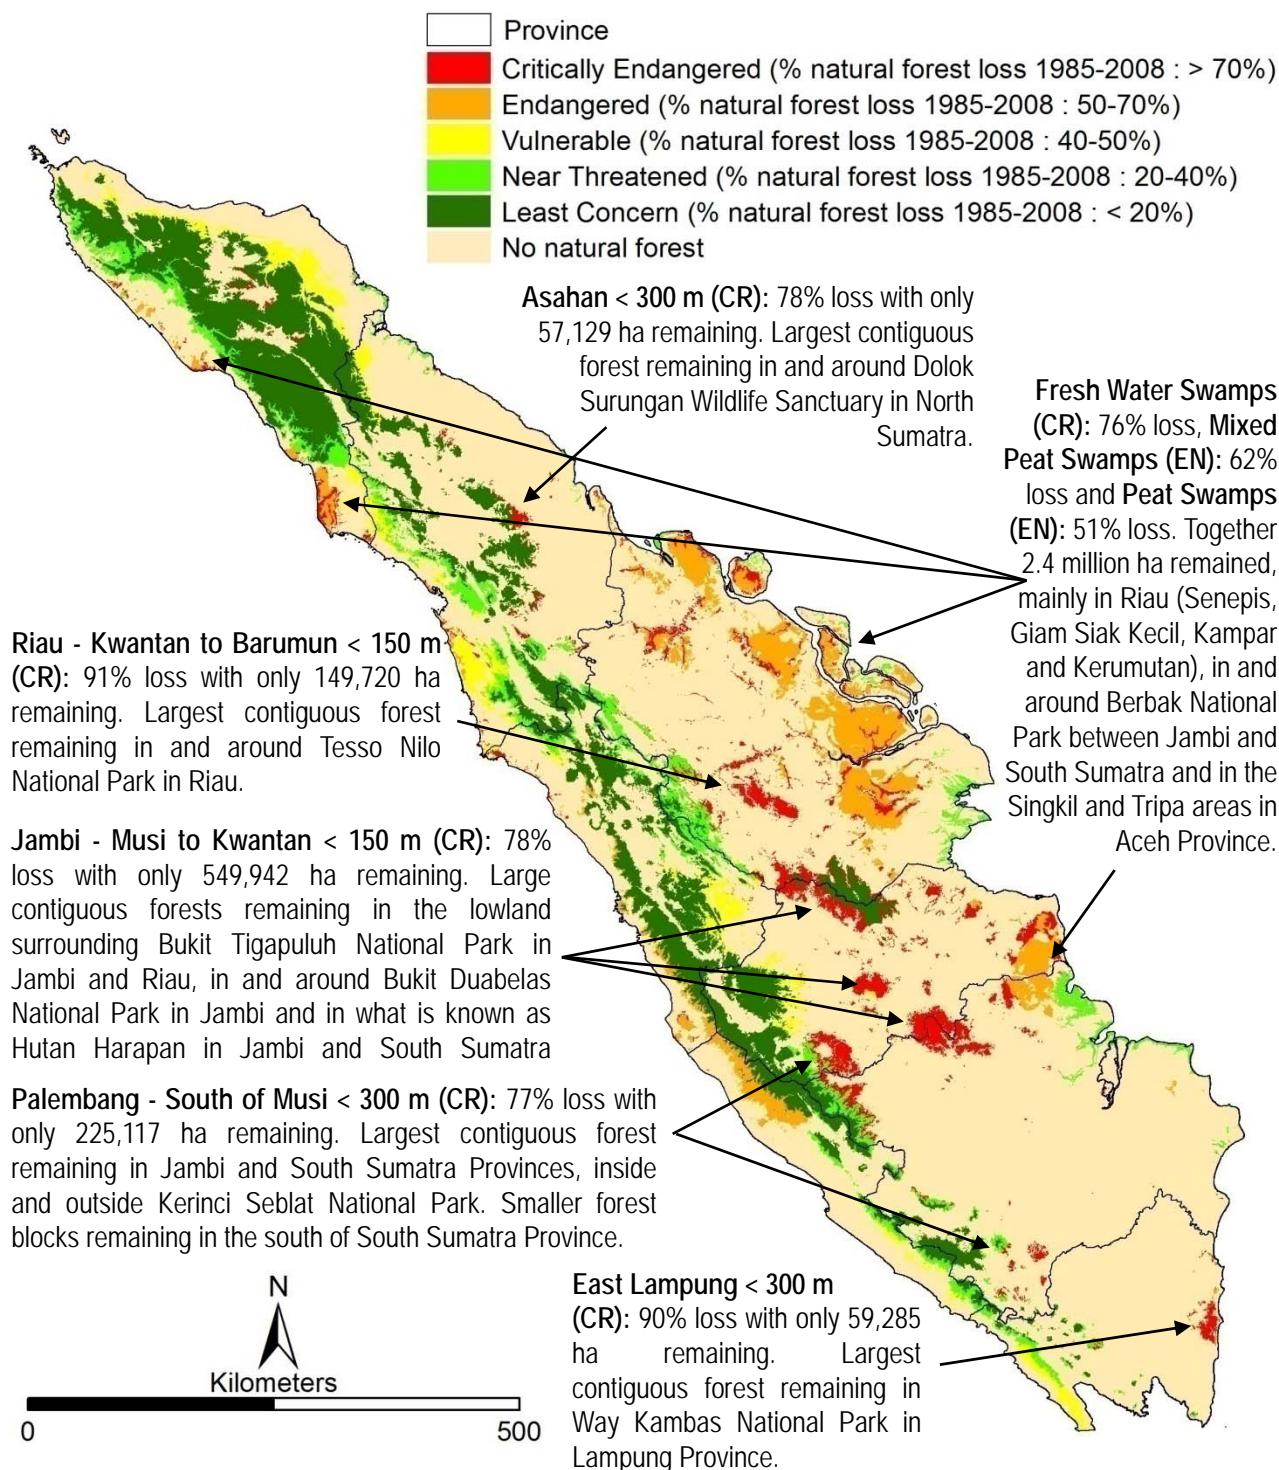 Province
Critically Endangered (% natural forest loss 1985-2008 : > 70%)
Endangered (% natural forest loss 1985-2008 : 50-70%)
Vulnerable (% natural forest loss 1985-2008 : 40-50%)
Near Threatened (% natural forest loss 1985-2008 : 20-40%)
Least Concern (% natural forest loss 1985-2008 : < 20%)
No natural forest
Asahan < 300 m (CR): 78% loss with only
57,129 ha remaining. Largest contiguous
forest remaining in and around Dolok
Surungan Wildlife Sanctuary in North
Sumatra.
Fresh Water Swamps
(CR): 76% loss, Mixed
Peat Swamps (EN): 62%
loss and Peat Swamps
(EN): 51% loss. Together
2.4 million ha remained,
mainly in Riau (Senepis,
Giam Siak Kecil, Kampar
and Kerumutan), in and
around Berbak National
Park between Jambi and
South Sumatra and in the
Singkil and Tripa areas in
Aceh Province.
Riau - Kwantan to Barumun < 150 m
(CR): 91% loss with only 149,720 ha
remaining. Largest contiguous forest
remaining in and around Tesso Nilo
National Park in Riau.
Jambi - Musi to Kwantan < 150 m (CR): 78%
loss with only 549,942 ha remaining. Large
contiguous forests remaining in the lowland
surrounding Bukit Tigapuluh National Park in
Jambi and Riau, in and around Bukit Duabelas
National Park in Jambi and in what is known as
Hutan Harapan in Jambi and South Sumatra
Palembang - South of Musi < 300 m (CR): 77% loss with
only 225,117 ha remaining. Largest contiguous forest
remaining in Jambi and South Sumatra Provinces, inside
and outside Kerinci Seblat National Park. Smaller forest
blocks remaining in the south of South Sumatra Province.
East Lampung < 300 m
(CR): 90% loss with only 59,285
ha remaining. Largest
contiguous forest remaining in
Way Kambas National Park in
Lampung Province.
N
Kilometers
0 500